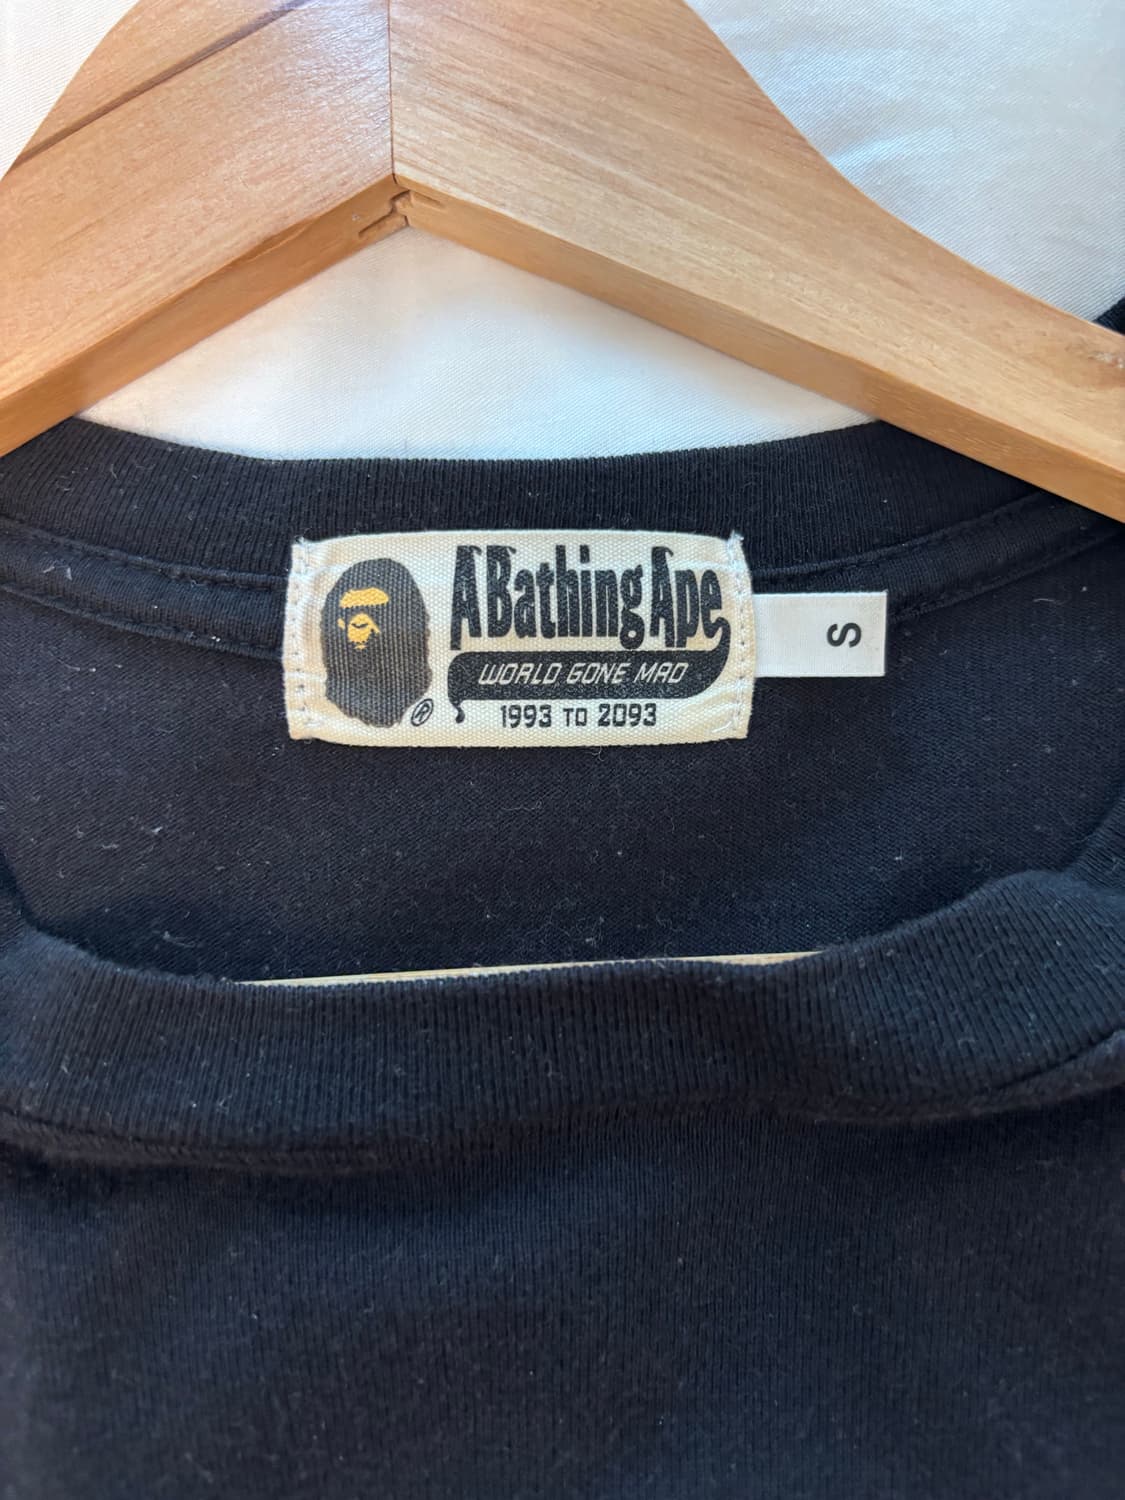 A Bathing Ape
WORLD GONE MAD
1993 TO 2093
®
S